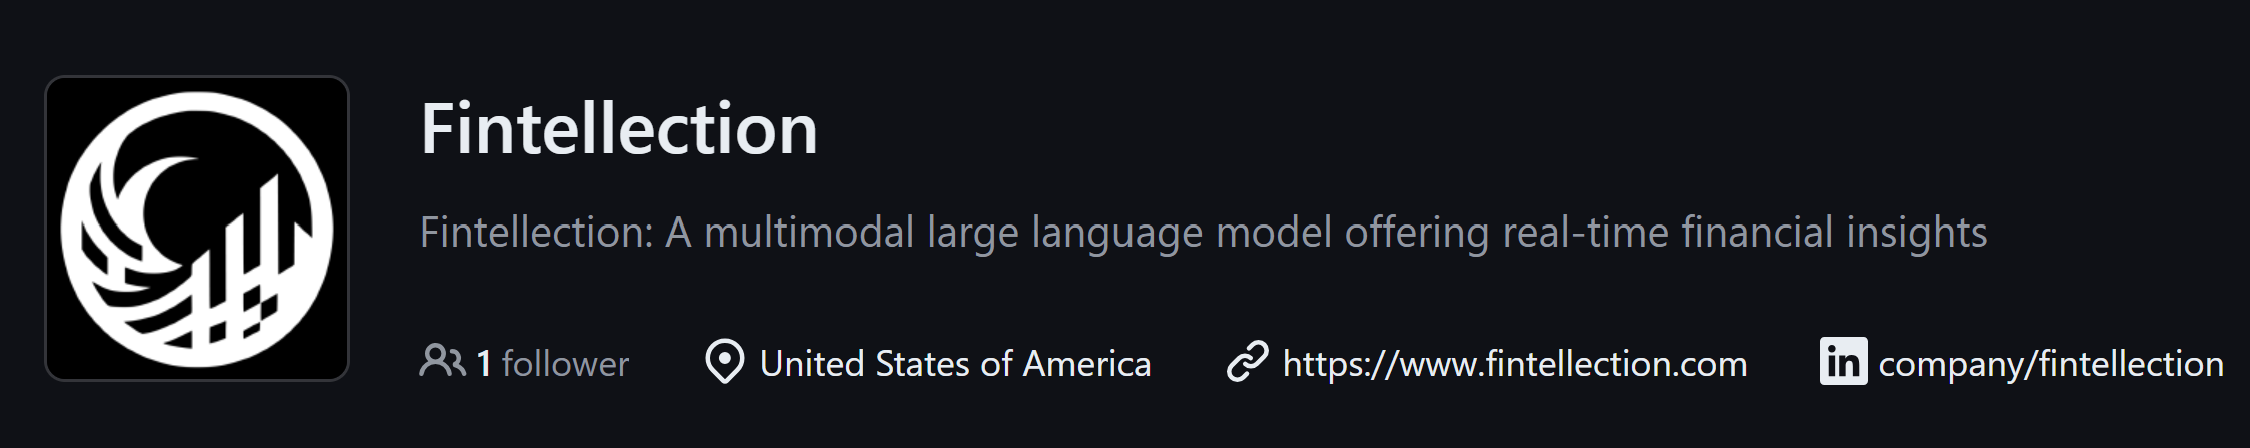 Fintellection
Fintellection: A multimodal large language model offering real-time financial insights
1 follower United States of America https://www.fintellection.com in company/fintellection